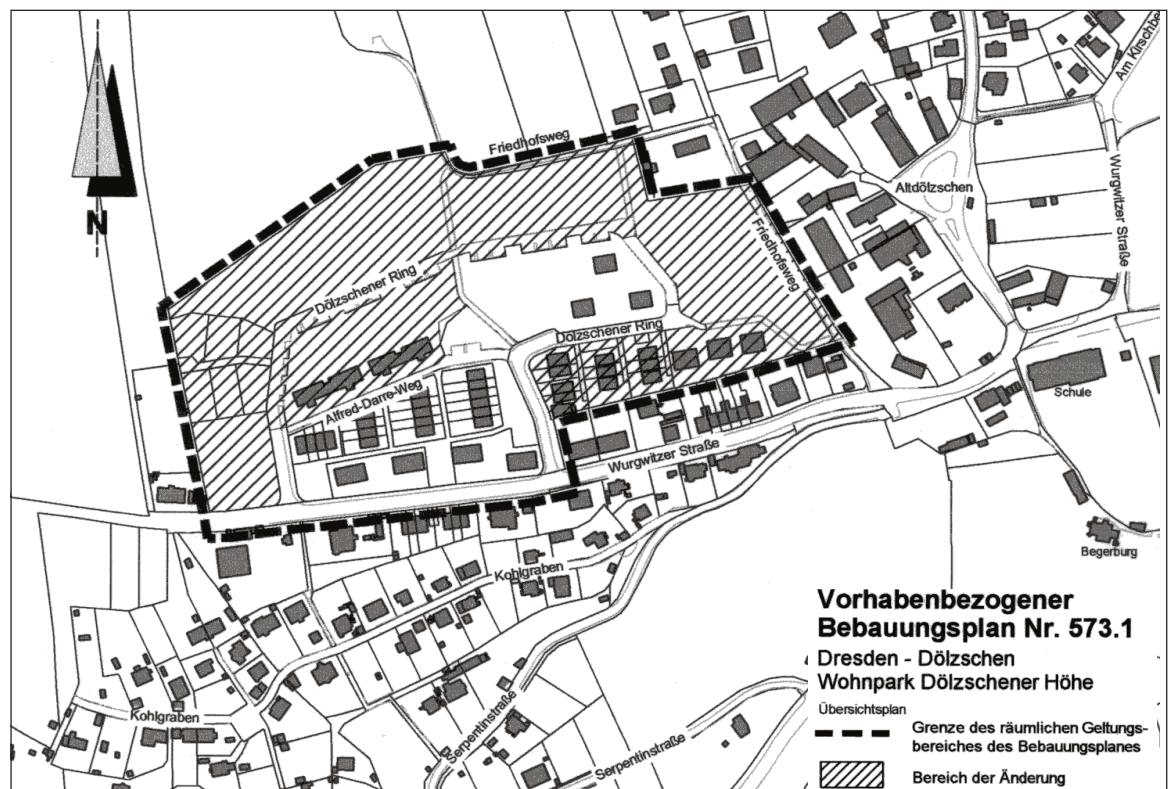 Am Kirschbe
Friedhofsweg
Altdölzschen
Wurgwitzer Straße
N
Friedhofsweg
Dölzschener Ring
Dölzschener Ring
Alfred-Darre-Weg
Schule
Wurgwitzer Straße
Begerburg
Kohlgraben
Kohlgraben
Serpentinstraße
Serpentinstraße
Vorhabenbezogener
Bebauungsplan Nr. 573.1
Dresden - Dölzschen
Wohnpark Dölzschener Höhe
Übersichtsplan
Grenze des räumlichen Geltungs-
bereiches des Bebauungsplanes
Bereich der Änderung